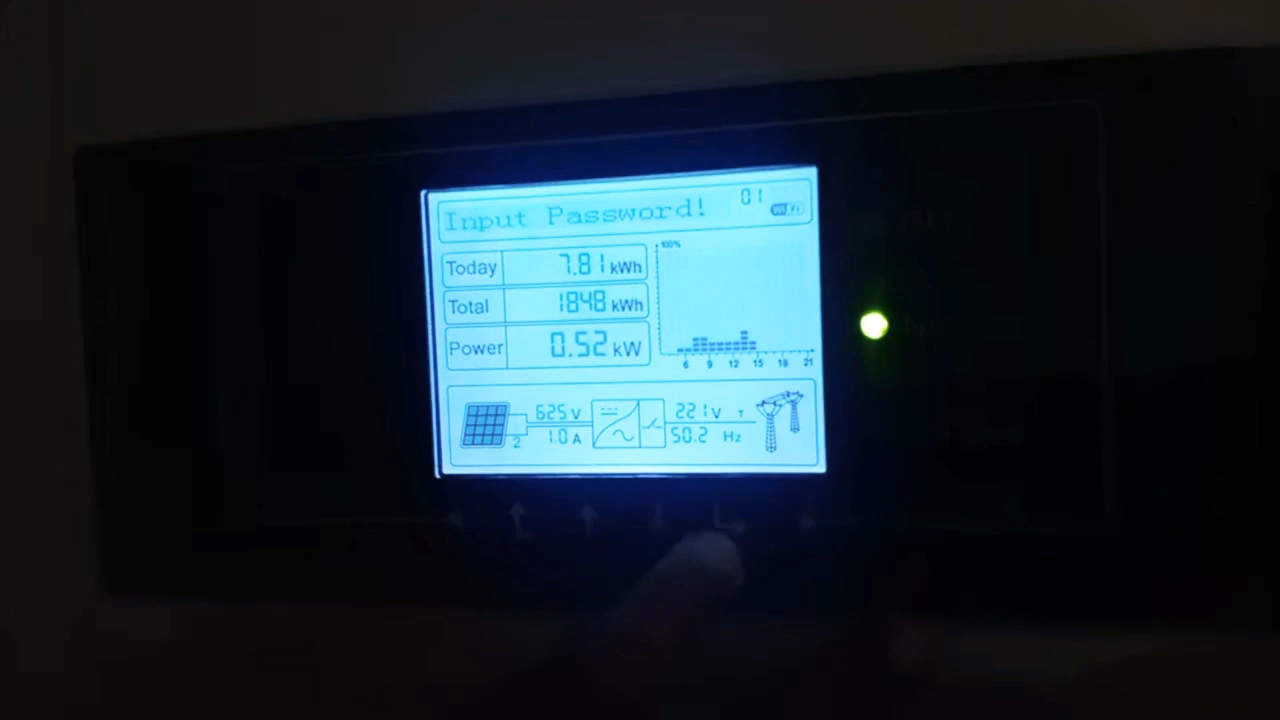 Input Password! 01 WiFi
Today 7.81 kWh
Total 1848 kWh
Power 0.52 kW
100%
6 9 12 15 18 21
625 V 221 V T
2 1.0 A 50.2 Hz